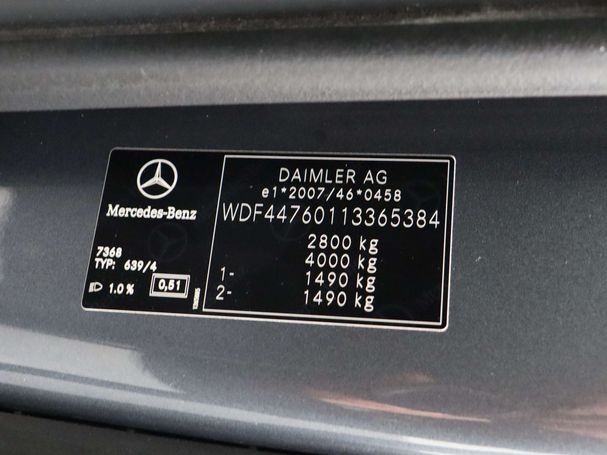 Mercedes-Benz
7368
TYP: 639/4
1.0 %
0,51
DAIMLER AG
e1*2007/46*0458
WDF44760113365384
2800 kg
4000 kg
1- 1490 kg
2- 1490 kg